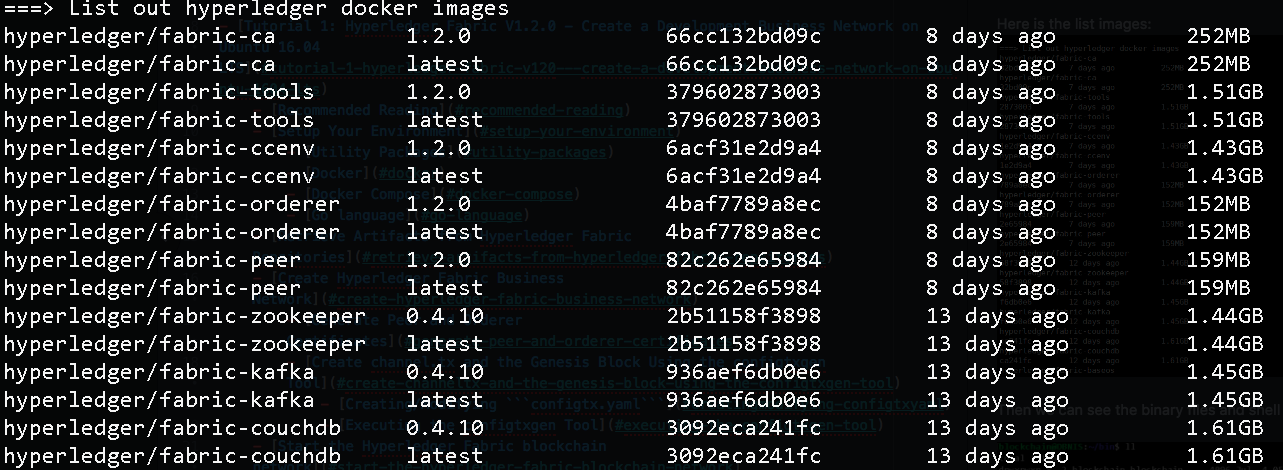 ===> List out hyperledger docker images
hyperledger/fabric-ca 1.2.0 66cc132bd09c 8 days ago 252MB
hyperledger/fabric-ca latest 66cc132bd09c 8 days ago 252MB
hyperledger/fabric-tools 1.2.0 379602873003 8 days ago 1.51GB
hyperledger/fabric-tools latest 379602873003 8 days ago 1.51GB
hyperledger/fabric-ccenv 1.2.0 6acf31e2d9a4 8 days ago 1.43GB
hyperledger/fabric-ccenv latest 6acf31e2d9a4 8 days ago 1.43GB
hyperledger/fabric-orderer 1.2.0 4baf7789a8ec 8 days ago 152MB
hyperledger/fabric-orderer latest 4baf7789a8ec 8 days ago 152MB
hyperledger/fabric-peer 1.2.0 82c262e65984 8 days ago 159MB
hyperledger/fabric-peer latest 82c262e65984 8 days ago 159MB
hyperledger/fabric-zookeeper 0.4.10 2b51158f3898 13 days ago 1.44GB
hyperledger/fabric-zookeeper latest 2b51158f3898 13 days ago 1.44GB
hyperledger/fabric-kafka 0.4.10 936aef6db0e6 13 days ago 1.45GB
hyperledger/fabric-kafka latest 936aef6db0e6 13 days ago 1.45GB
hyperledger/fabric-couchdb 0.4.10 3092eca241fc 13 days ago 1.61GB
hyperledger/fabric-couchdb latest 3092eca241fc 13 days ago 1.61GB